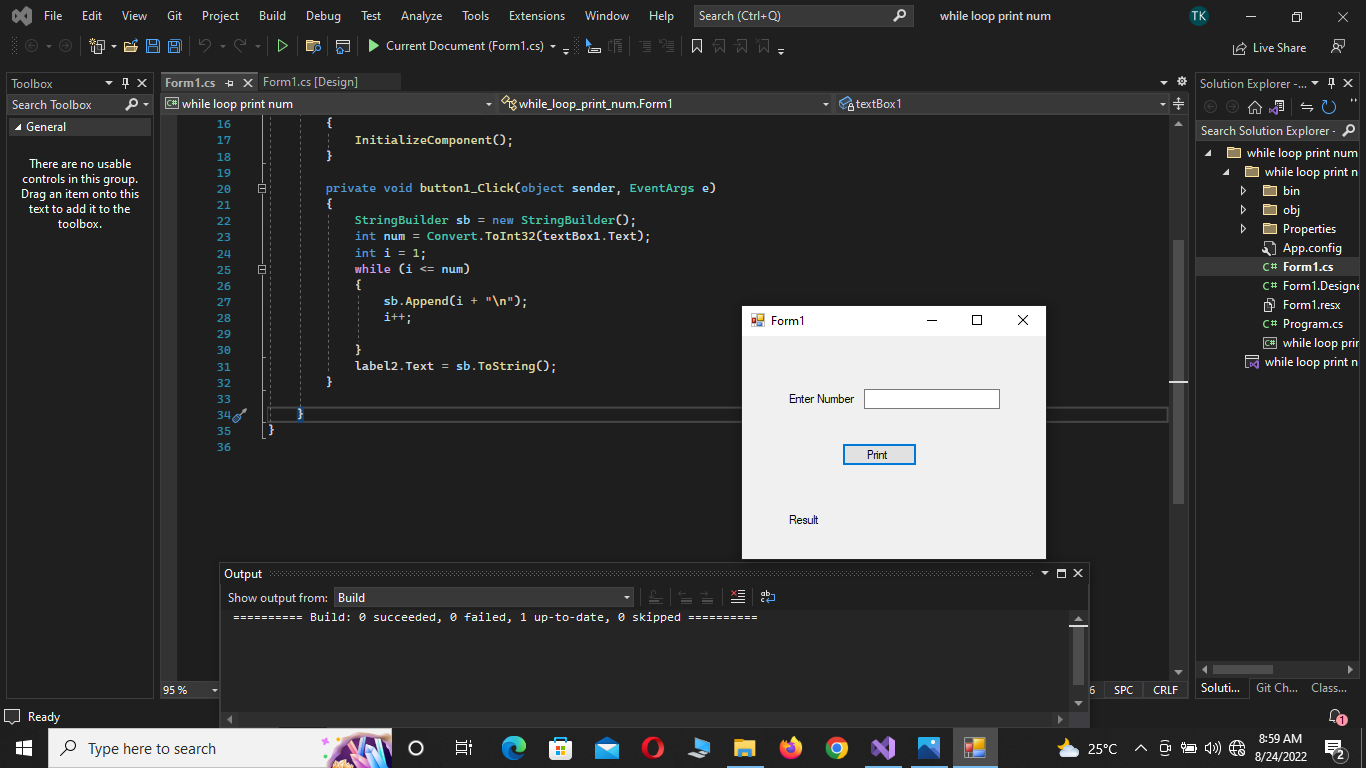 File Edit View Git Project Build Debug Test Analyze Tools Extensions Window Help Search (Ctrl+Q) while loop print num TK
Current Document (Form1.cs) Live Share
Toolbox
Search Toolbox
General
There are no usable
controls in this group.
Drag an item onto this
text to add it to the
toolbox.
Form1.cs Form1.cs [Design]
C# while loop print num while_loop_print_num.Form1 textBox1
16 {
17 InitializeComponent();
18 }
19
20 private void button1_Click(object sender, EventArgs e)
21 {
22 StringBuilder sb = new StringBuilder();
23 int num = Convert.ToInt32(textBox1.Text);
24 int i = 1;
25 while (i <= num)
26 {
27 sb.Append(i + "\n");
28 i++;
29
30 }
31 label2.Text = sb.ToString();
32 }
33
34 }
35 }
36
95 %
6 SPC CRLF
Form1
Enter Number
Print
Result
Output
Show output from: Build
========== Build: 0 succeeded, 0 failed, 1 up-to-date, 0 skipped ==========
Solution Explorer - ...
Search Solution Explorer -
while loop print num
while loop print n
bin
obj
Properties
App.config
C# Form1.cs
C# Form1.Designe
Form1.resx
C# Program.cs
while loop prin
while loop print n
Soluti... Git Ch... Class...
Ready
1
Type here to search
25°C
8:59 AM
8/24/2022
2